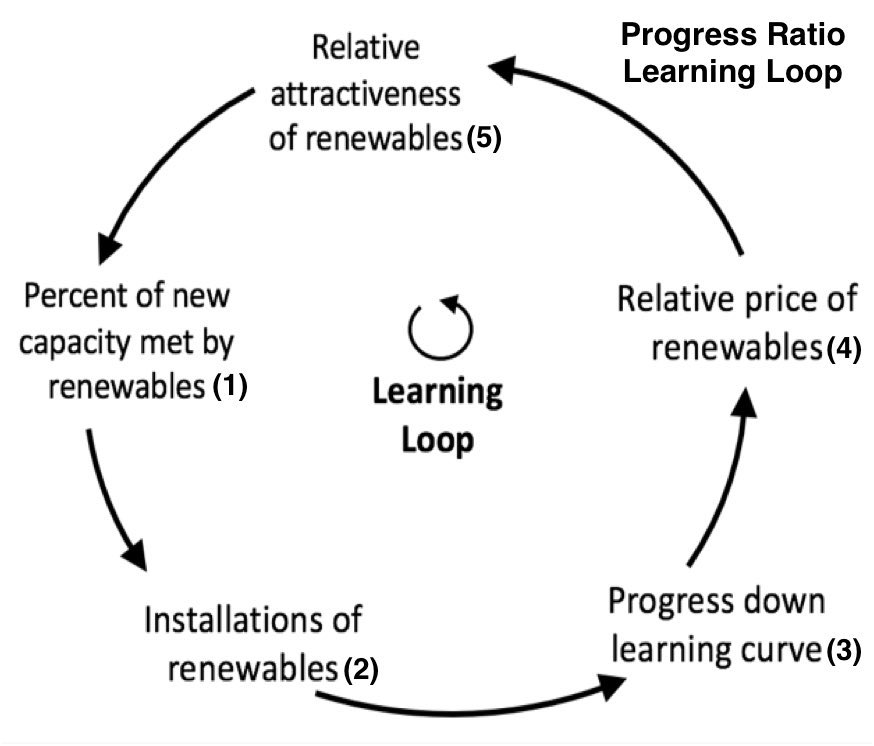 Progress Ratio
Learning Loop
Relative
attractiveness
of renewables (5)
Percent of new
capacity met by
renewables (1)
Relative price of
renewables (4)
Learning
Loop
Installations of
renewables (2)
Progress down
learning curve (3)